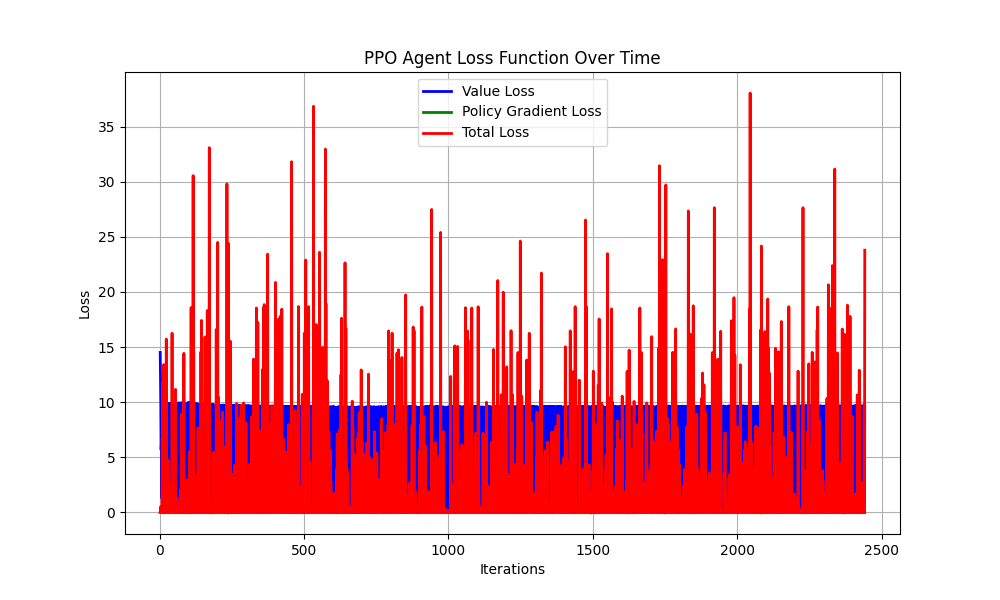 PPO Agent Loss Function Over Time
Value Loss
Policy Gradient Loss
Total Loss
Loss
35
30
25
20
15
10
5
0
0 500 1000 1500 2000 2500
Iterations